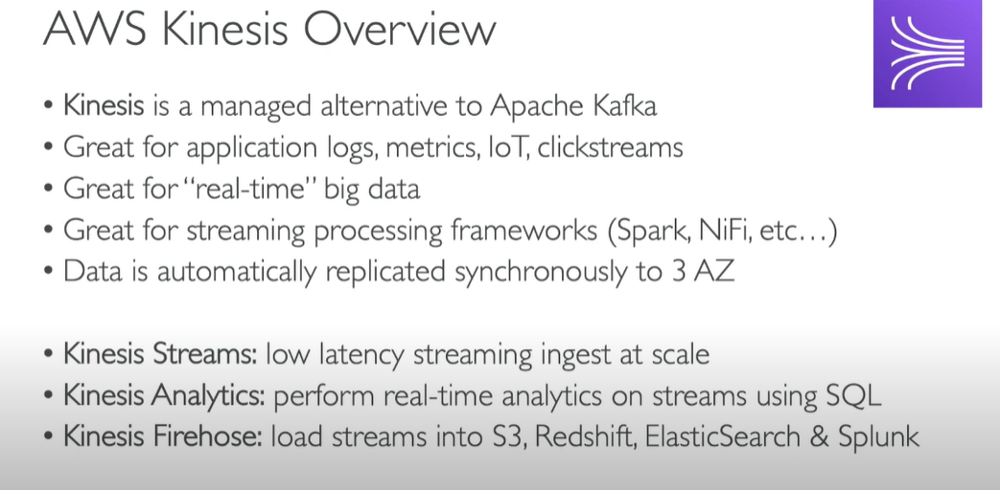 AWS Kinesis Overview
• Kinesis is a managed alternative to Apache Kafka
• Great for application logs, metrics, IoT, clickstreams
• Great for “real-time” big data
• Great for streaming processing frameworks (Spark, NiFi, etc…)
• Data is automatically replicated synchronously to 3 AZ
• Kinesis Streams: low latency streaming ingest at scale
• Kinesis Analytics: perform real-time analytics on streams using SQL
• Kinesis Firehose: load streams into S3, Redshift, ElasticSearch & Splunk